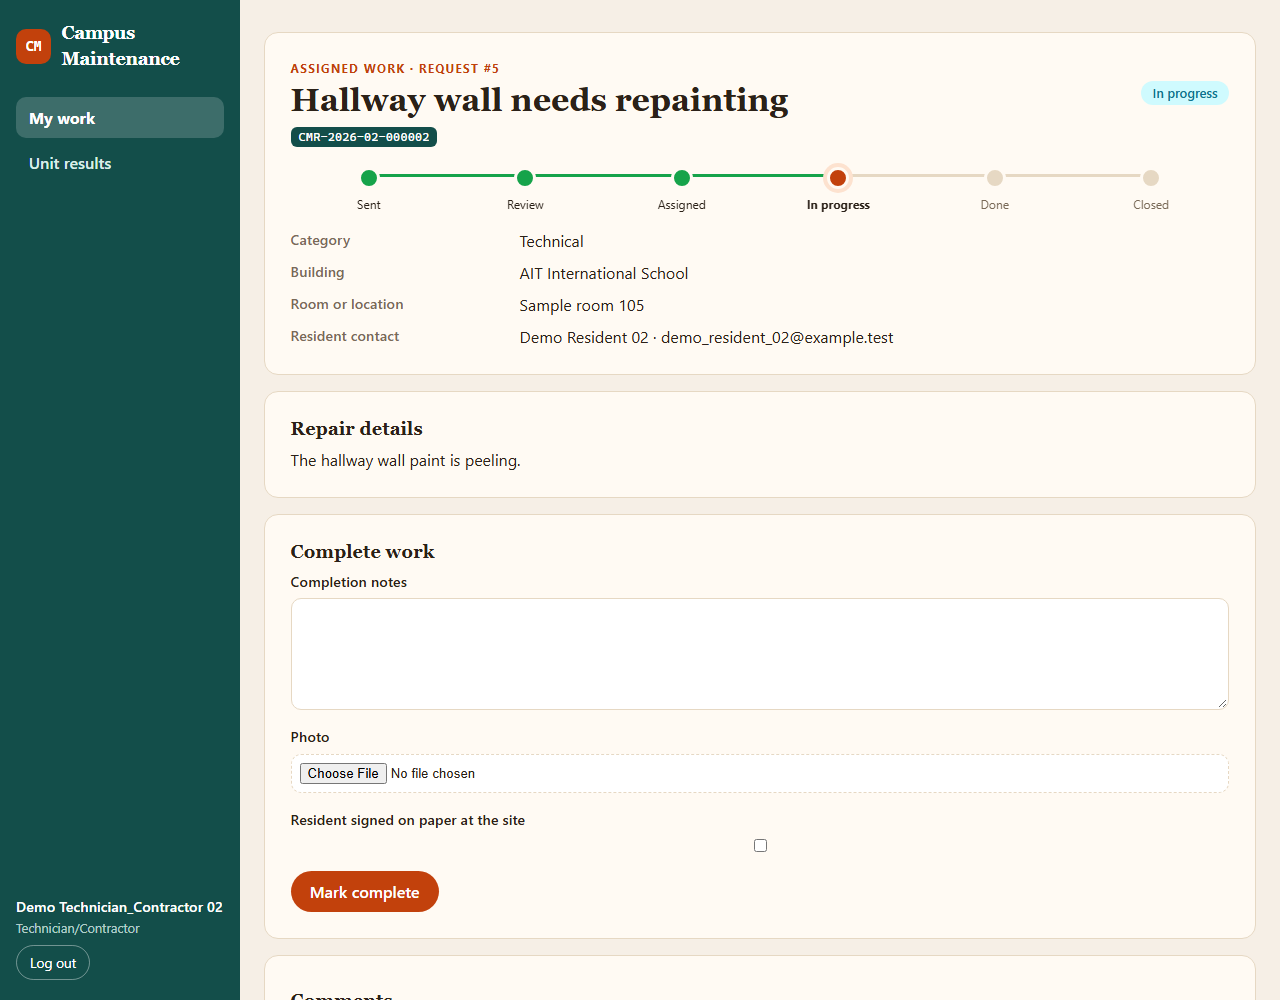 CM
Campus
Maintenance
My work
Unit results
Demo Technician_Contractor 02
Technician/Contractor
Log out
ASSIGNED WORK · REQUEST #5
Hallway wall needs repainting
In progress
CMR-2026-02-000002
Sent
Review
Assigned
In progress
Done
Closed
Category
Technical
Building
AIT International School
Room or location
Sample room 105
Resident contact
Demo Resident 02 · demo_resident_02@example.test
Repair details
The hallway wall paint is peeling.
Complete work
Completion notes
Photo
Choose File No file chosen
Resident signed on paper at the site
Mark complete
Comments